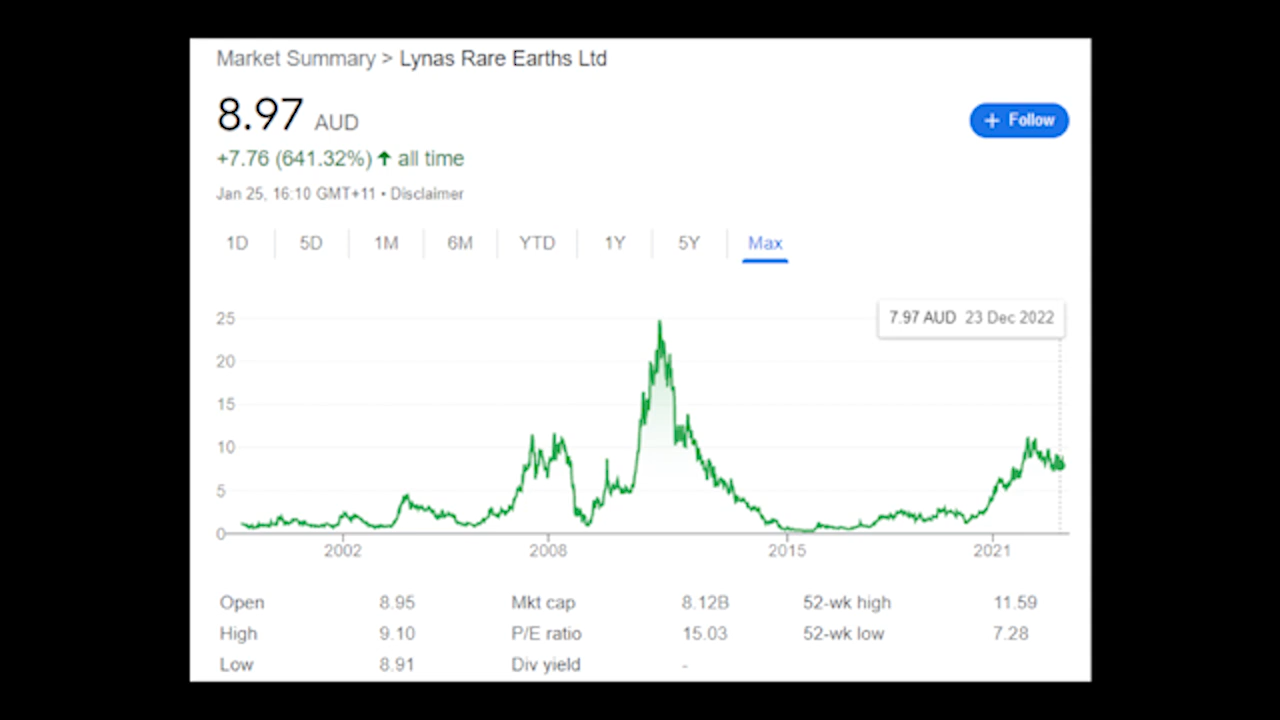 Market Summary > Lynas Rare Earths Ltd
8.97 AUD
+ Follow
+7.76 (641.32%) ↑ all time
Jan 25, 16:10 GMT+11 • Disclaimer
1D 5D 1M 6M YTD 1Y 5Y Max
7.97 AUD 23 Dec 2022
25
20
15
10
5
0
2002 2008 2015 2021
Open 8.95 Mkt cap 8.12B 52-wk high 11.59
High 9.10 P/E ratio 15.03 52-wk low 7.28
Low 8.91 Div yield -